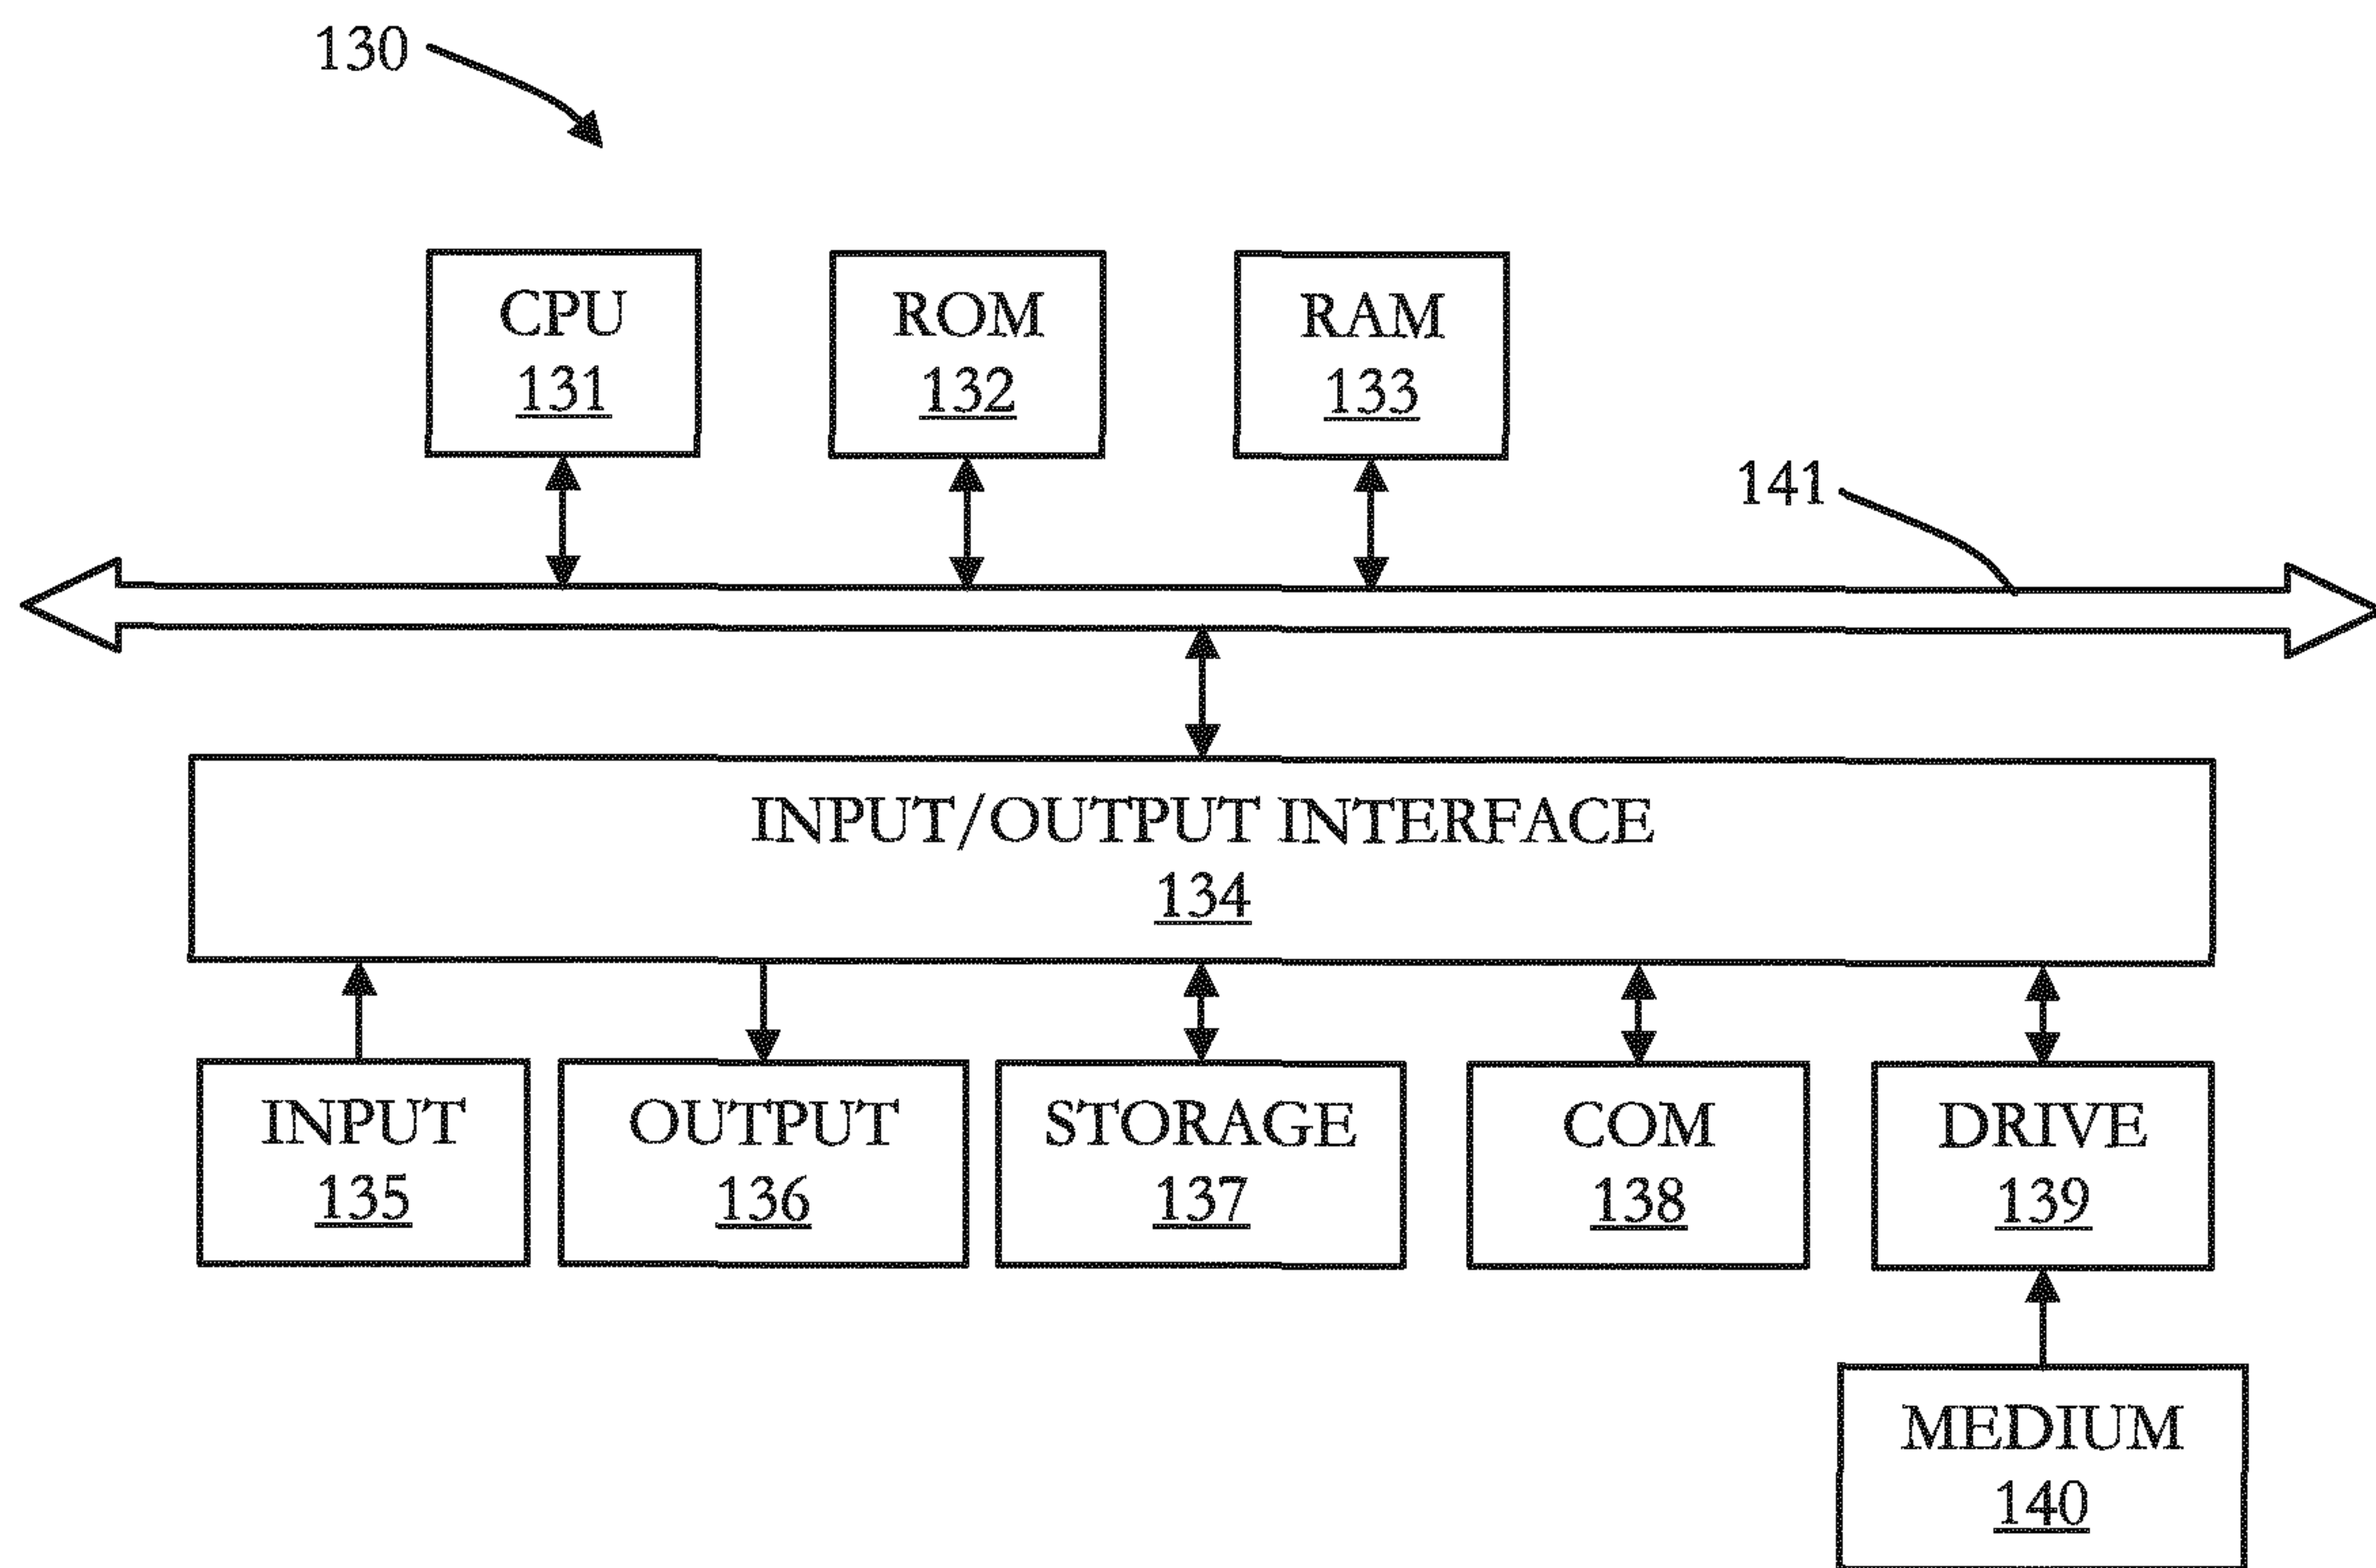 130
CPU
131
ROM
132
RAM
133
141
INPUT/OUTPUT INTERFACE
134
INPUT
135
OUTPUT
136
STORAGE
137
COM
138
DRIVE
139
MEDIUM
140